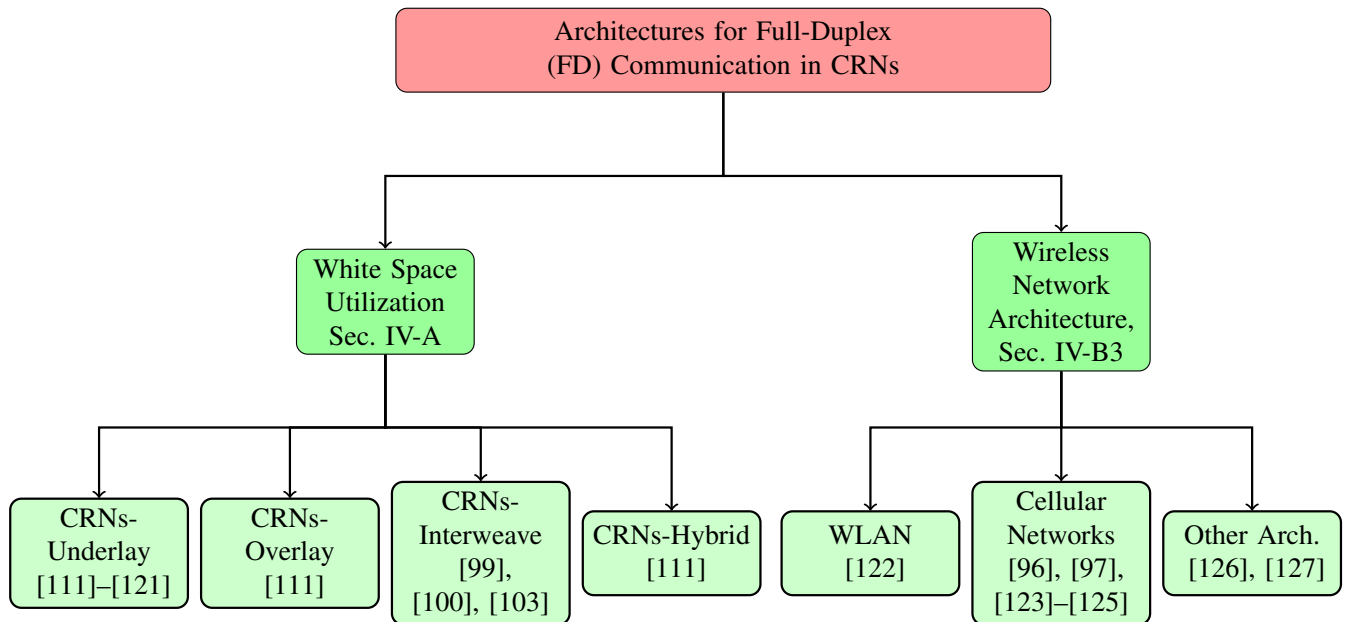 Architectures for Full-Duplex
(FD) Communication in CRNs
White Space
Utilization
Sec. IV-A
Wireless
Network
Architecture,
Sec. IV-B3
CRNs-
Underlay
[111]–[121]
CRNs-
Overlay
[111]
CRNs-
Interweave
[99],
[100], [103]
CRNs-Hybrid
[111]
WLAN
[122]
Cellular
Networks
[96], [97],
[123]–[125]
Other Arch.
[126], [127]